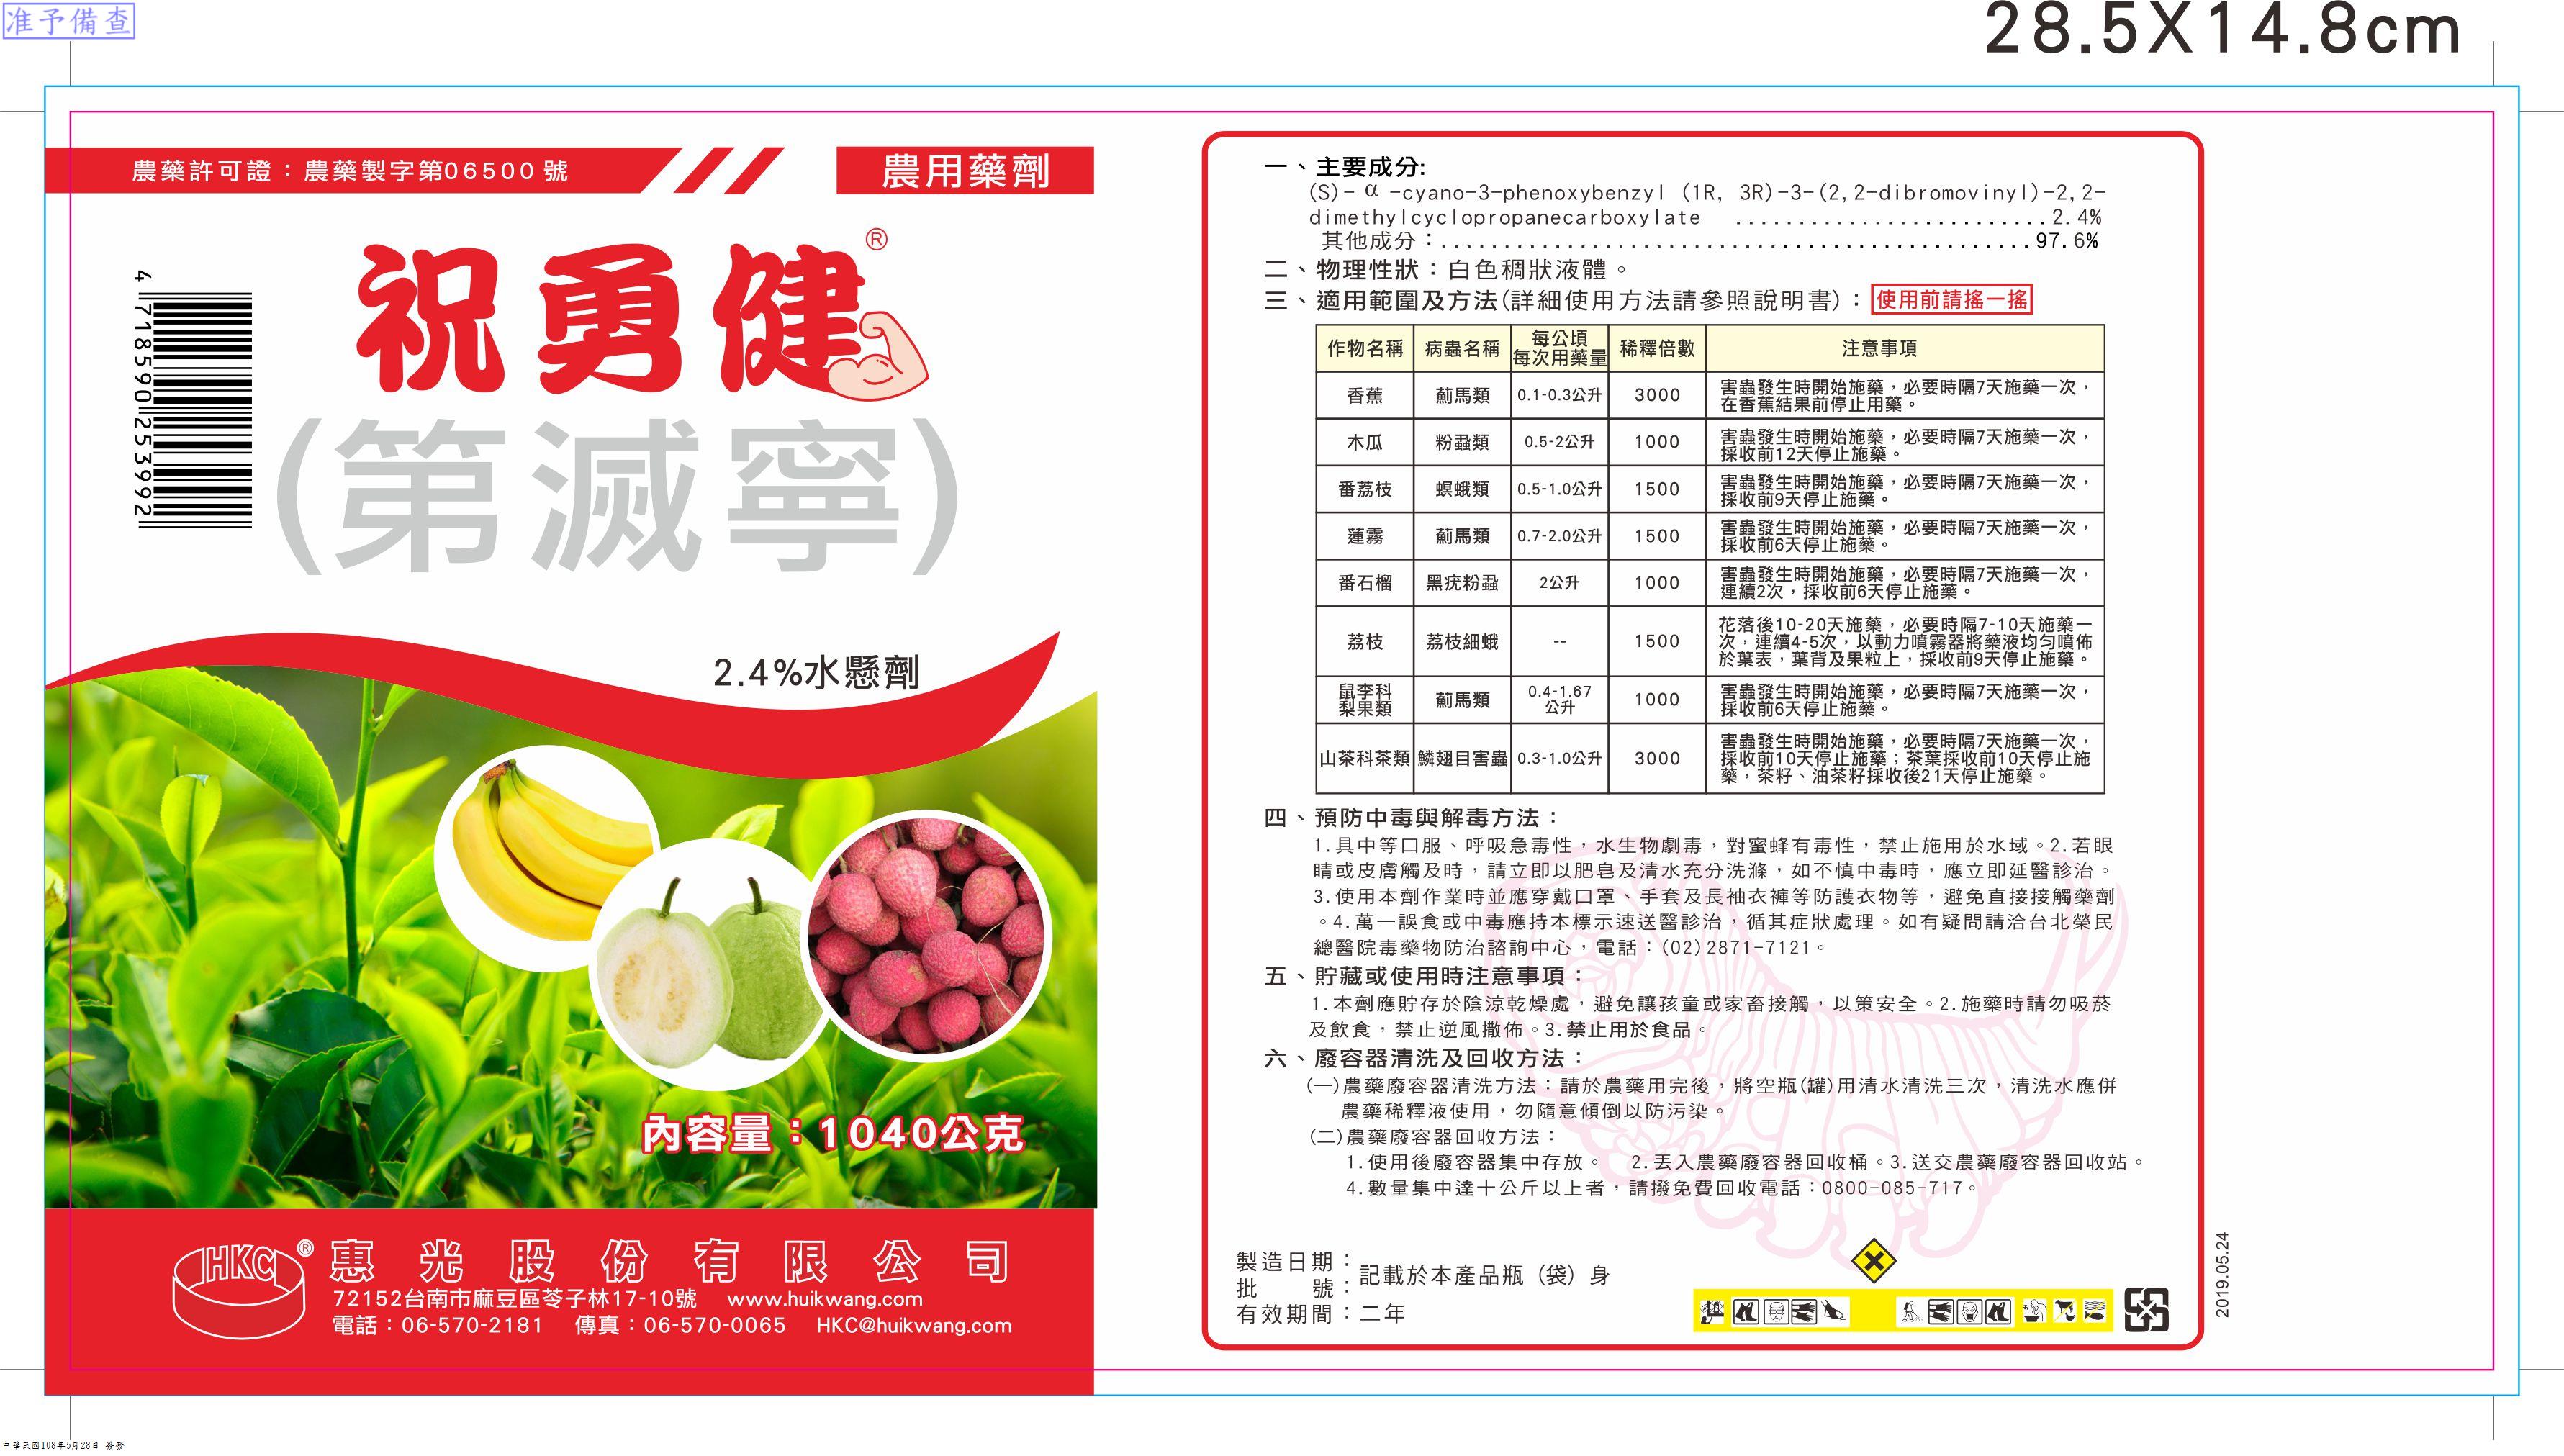 准予備查
28.5X14.8cm
農藥許可證：農藥製字第06500 號
農用藥劑
祝勇健®
(第滅寧)
4 718590 253992
2.4%水懸劑
內容量：1040公克
HKC® 惠光股份有限公司
72152台南市麻豆區苓子林17-10號 www.huikwang.com
電話：06-570-2181 傳真：06-570-0065 HKC@huikwang.com
一、主要成分:
(S)- α -cyano-3-phenoxybenzyl (1R, 3R)-3-(2,2-dibromovinyl)-2,2-
dimethylcyclopropanecarboxylate .........................2.4%
其他成分：...............................................97.6%
二、物理性狀：白色稠狀液體。
三、適用範圍及方法(詳細使用方法請參照說明書)：使用前請搖一搖
作物名稱 病蟲名稱 每公頃每次用藥量 稀釋倍數 注意事項
香蕉 薊馬類 0.1-0.3公升 3000 害蟲發生時開始施藥，必要時隔7天施藥一次，
在香蕉結果前停止用藥。
木瓜 粉蝨類 0.5-2公升 1000 害蟲發生時開始施藥，必要時隔7天施藥一次，
採收前12天停止施藥。
番荔枝 螟蛾類 0.5-1.0公升 1500 害蟲發生時開始施藥，必要時隔7天施藥一次，
採收前9天停止施藥。
蓮霧 薊馬類 0.7-2.0公升 1500 害蟲發生時開始施藥，必要時隔7天施藥一次，
採收前6天停止施藥。
番石榴 黑疣粉蝨 2公升 1000 害蟲發生時開始施藥，必要時隔7天施藥一次，
連續2次，採收前6天停止施藥。
荔枝 荔枝細蛾 -- 1500 花落後10-20天施藥，必要時隔7-10天施藥一
次，連續4-5次，以動力噴霧器將藥液均勻噴佈
於葉表，葉背及果粒上，採收前9天停止施藥。
鼠李科梨果類 薊馬類 0.4-1.67公升 1000 害蟲發生時開始施藥，必要時隔7天施藥一次，
採收前6天停止施藥。
山茶科茶類 鱗翅目害蟲 0.3-1.0公升 3000 害蟲發生時開始施藥，必要時隔7天施藥一次，
採收前10天停止施藥；茶葉採收前10天停止施
藥，茶籽、油茶籽採收後21天停止施藥。
四、預防中毒與解毒方法：
1.具中等口服、呼吸急毒性，水生物劇毒，對蜜蜂有毒性，禁止施用於水域。2.若眼
睛或皮膚觸及時，請立即以肥皂及清水充分洗滌，如不慎中毒時，應立即延醫診治。
3.使用本劑作業時並應穿戴口罩、手套及長袖衣褲等防護衣物等，避免直接接觸藥劑
。4.萬一誤食或中毒應持本標示速送醫診治，循其症狀處理。如有疑問請洽台北榮民
總醫院毒藥物防治諮詢中心，電話：(02)2871-7121。
五、貯藏或使用時注意事項：
1.本劑應貯存於陰涼乾燥處，避免讓孩童或家畜接觸，以策安全。2.施藥時請勿吸菸
及飲食，禁止逆風撒佈。3.禁止用於食品。
六、廢容器清洗及回收方法：
(一)農藥廢容器清洗方法：請於農藥用完後，將空瓶(罐)用清水清洗三次，清洗水應併
農藥稀釋液使用，勿隨意傾倒以防污染。
(二)農藥廢容器回收方法：
1.使用後廢容器集中存放。 2.丟入農藥廢容器回收桶。3.送交農藥廢容器回收站。
4.數量集中達十公斤以上者，請撥免費回收電話：0800-085-717。
製造日期：
批 號：記載於本產品瓶（袋）身
有效期間：二年
2019.05.24
中華民國108年5月28日 簽發